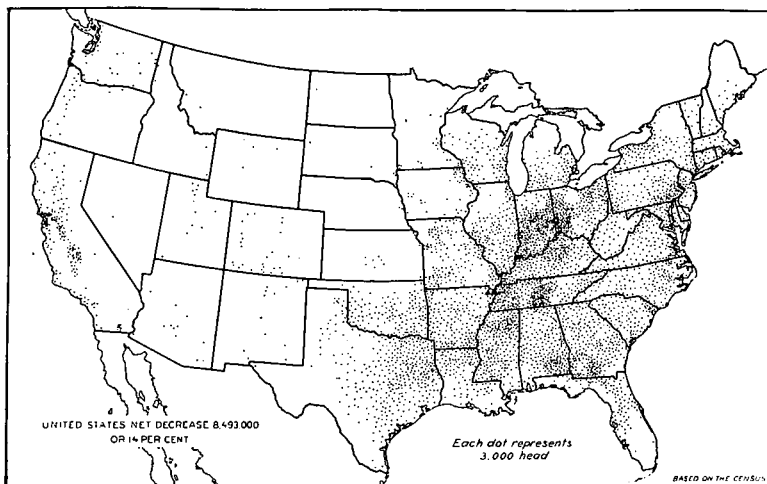 UNITED STATES NET DECREASE 8,493,000
OR 14 PER CENT
Each dot represents
3,000 head
BASED ON THE CENSUS